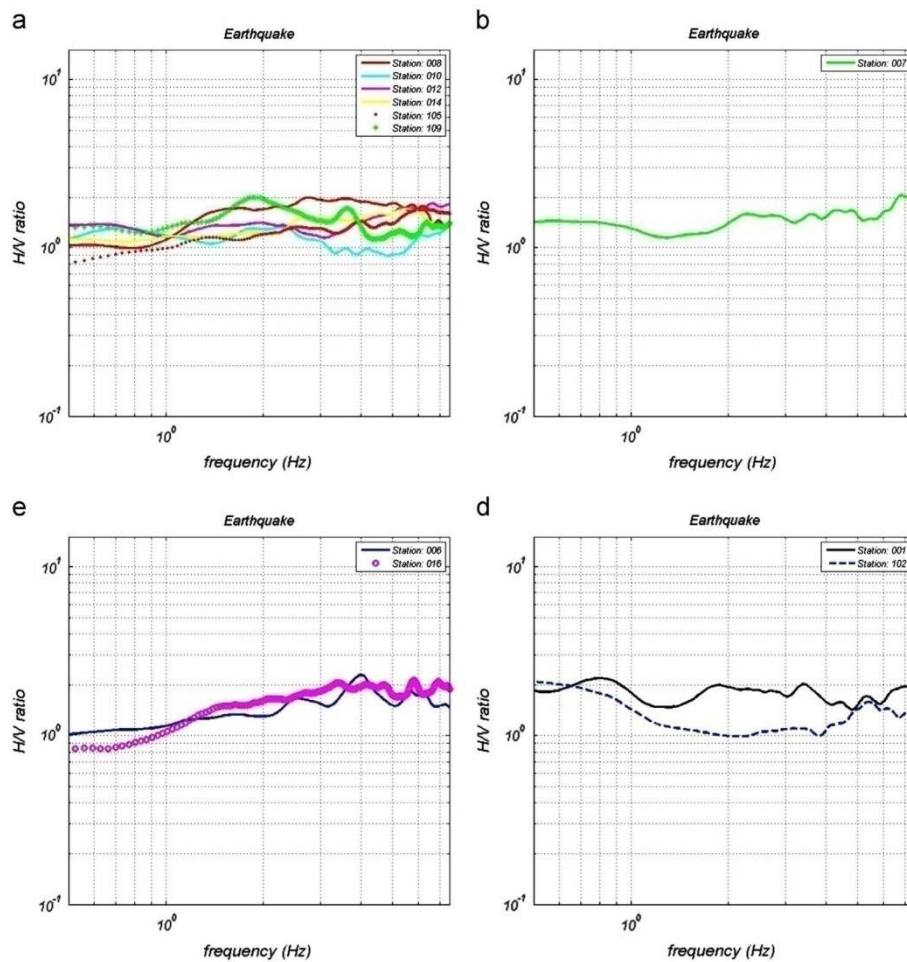 a
Earthquake
10¹
Station: 008
Station: 010
Station: 012
Station: 014
Station: 105
Station: 109
H/V ratio
10⁰
10⁻¹
10⁰
frequency (Hz)
b
Earthquake
10¹
Station: 007
H/V ratio
10⁰
10⁻¹
10⁰
frequency (Hz)
e
Earthquake
10¹
Station: 006
Station: 016
H/V ratio
10⁰
10⁻¹
10⁰
frequency (Hz)
d
Earthquake
10¹
Station: 001
Station: 102
H/V ratio
10⁰
10⁻¹
10⁰
frequency (Hz)